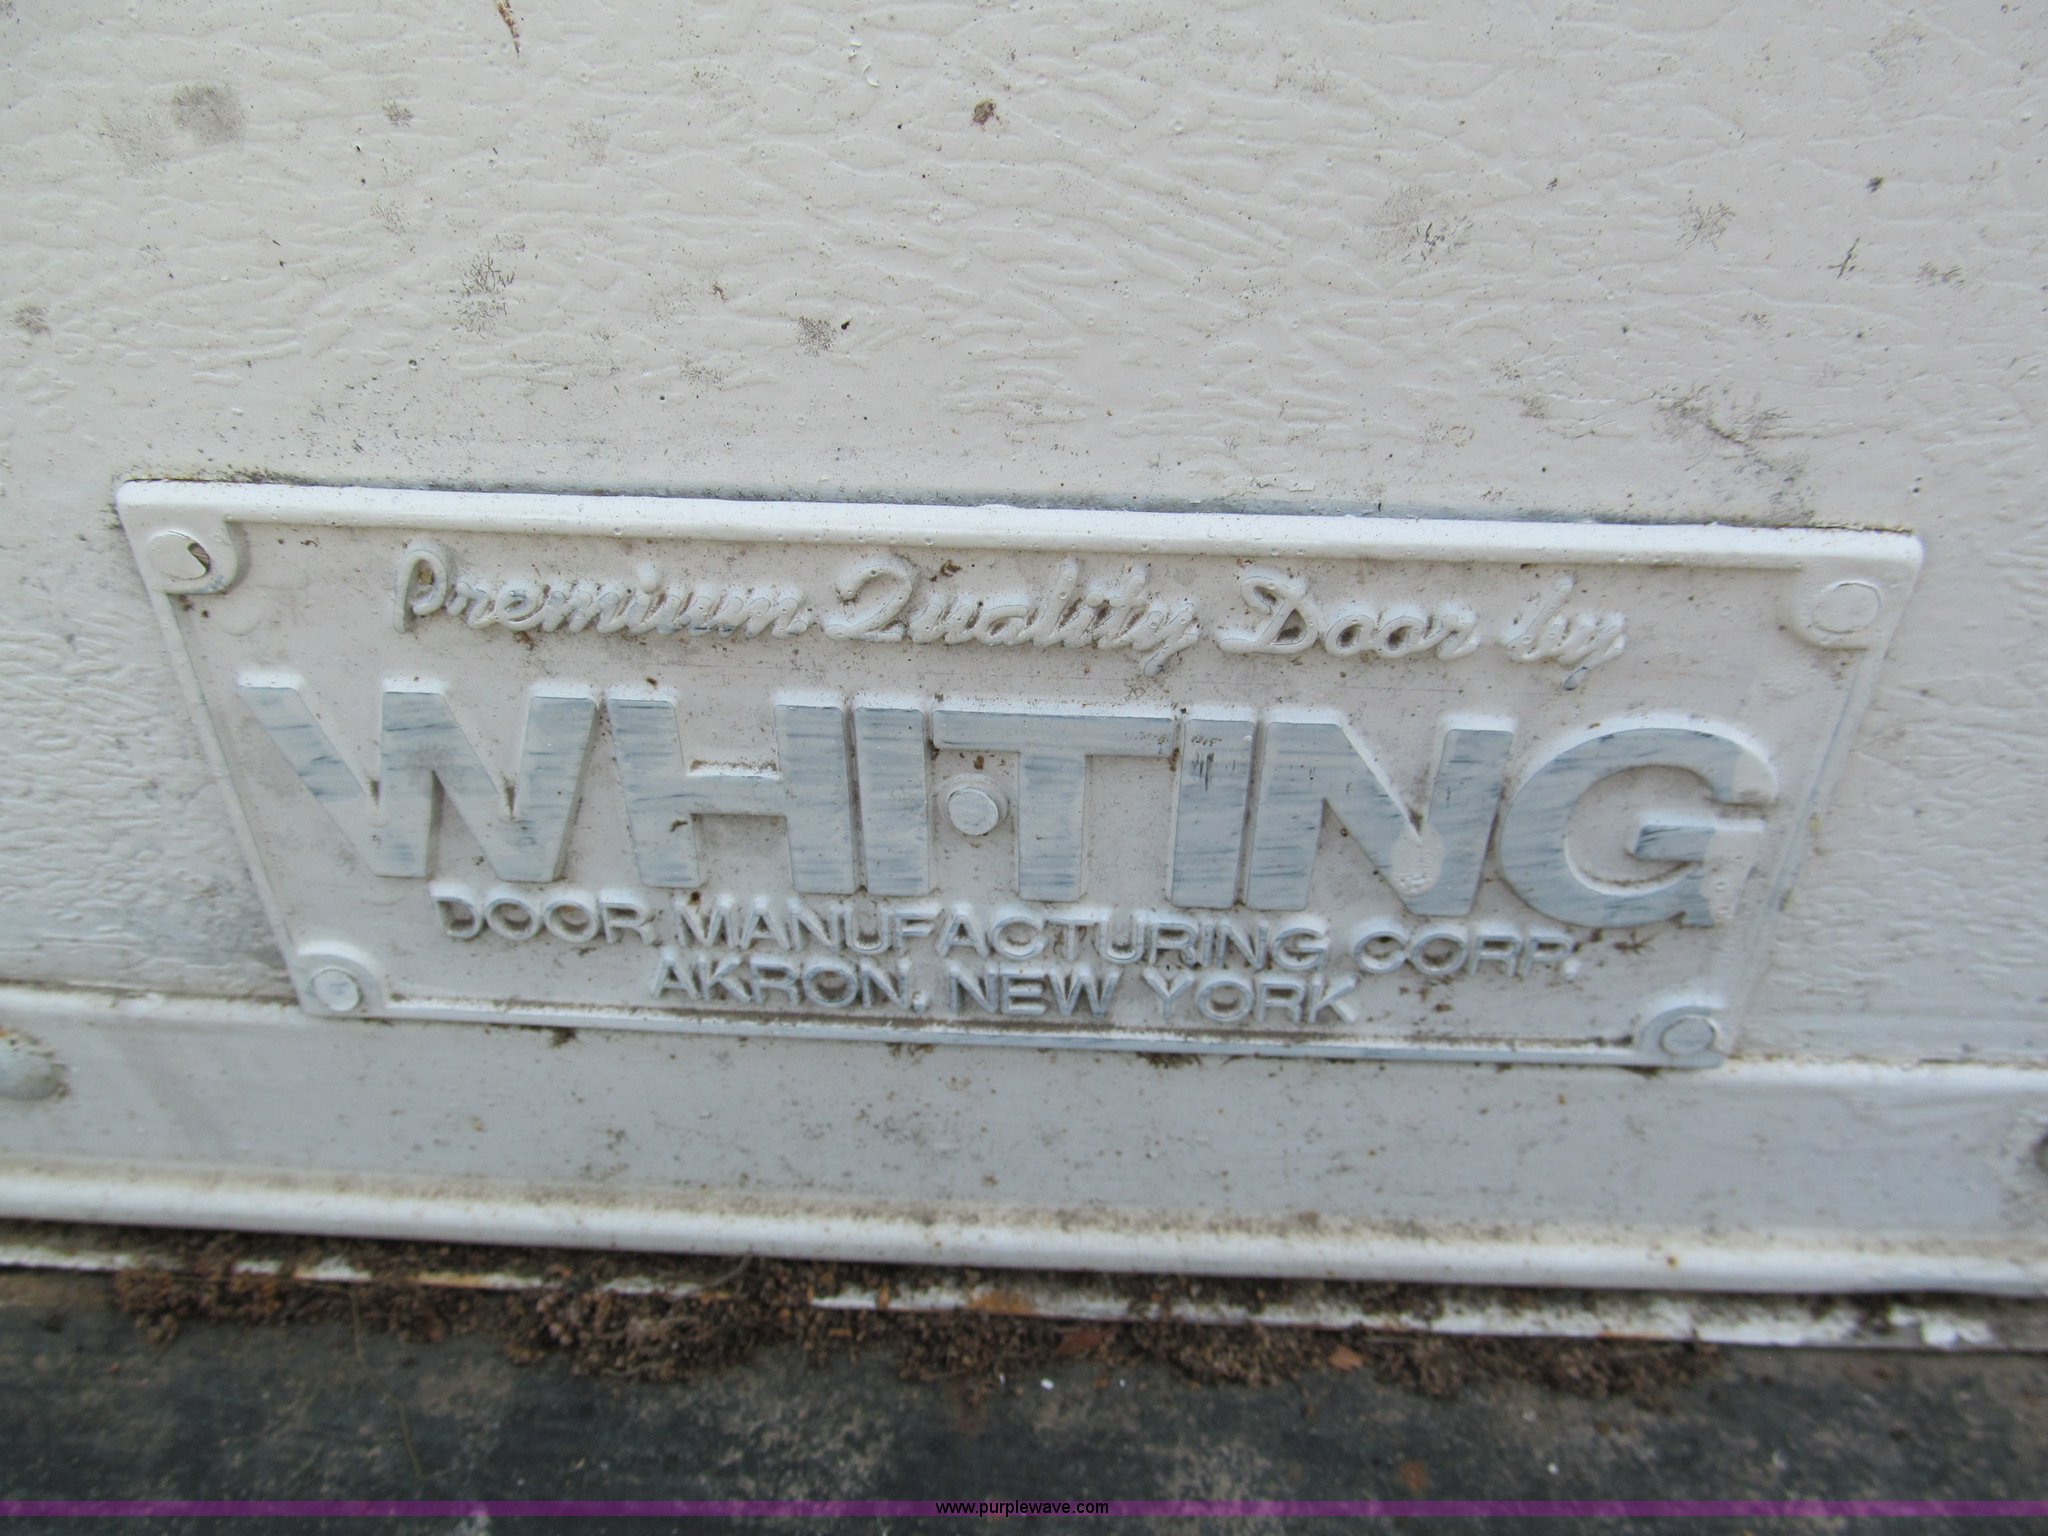 Premium Quality Door by
WHITING
DOOR MANUFACTURING CORP.
AKRON, NEW YORK
www.purplewave.com